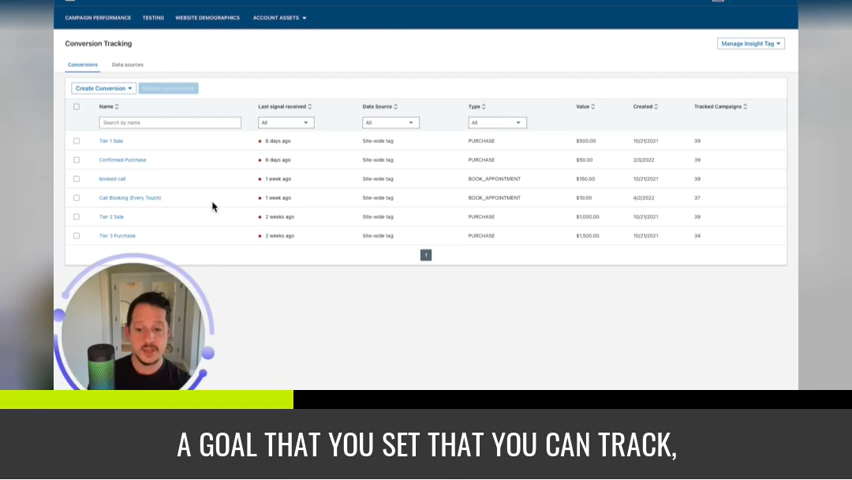 CAMPAIGN PERFORMANCE TESTING WEBSITE DEMOGRAPHICS ACCOUNT ASSETS
Conversion Tracking
Manage Insight Tag
Conversions Data sources
Create Conversion
Name Last signal received Data Source Type Value Created Tracked Campaigns
Search by name All All All
Tier 1 Sale 6 days ago Site-wide tag PURCHASE $500.00 10/21/2021 39
Confirmed Purchase 6 days ago Site-wide tag PURCHASE $50.00 2/3/2022 38
booked call 1 week ago Site-wide tag BOOK_APPOINTMENT $150.00 10/21/2021 39
Call Booking (Every Touch) 1 week ago Site-wide tag BOOK_APPOINTMENT $10.00 4/2/2022 37
Tier 2 Sale 2 weeks ago Site-wide tag PURCHASE $1,000.00 10/21/2021 39
Tier 3 Purchase 2 weeks ago Site-wide tag PURCHASE $1,500.00 10/21/2021 34
1
A GOAL THAT YOU SET THAT YOU CAN TRACK,